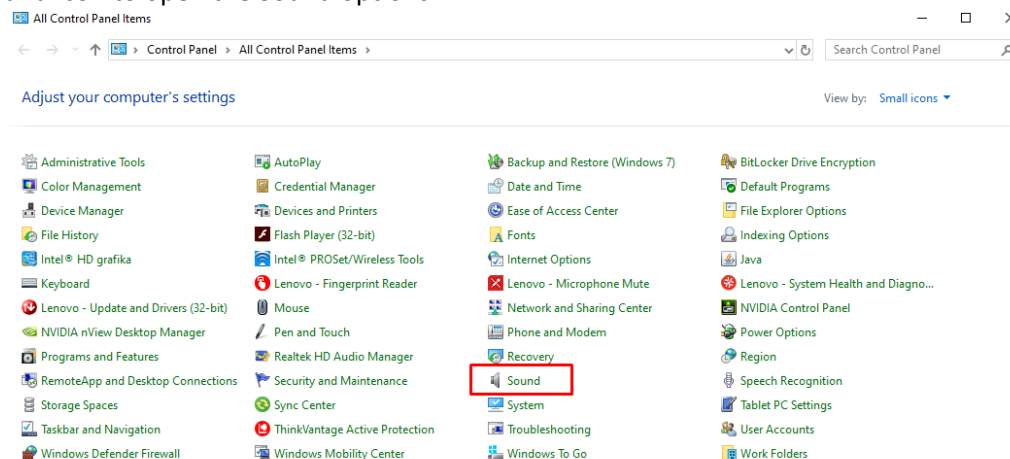 All Control Panel Items
Control Panel > All Control Panel Items >
Search Control Panel
Adjust your computer's settings
View by: Small icons
Administrative Tools AutoPlay Backup and Restore (Windows 7) BitLocker Drive Encryption
Color Management Credential Manager Date and Time Default Programs
Device Manager Devices and Printers Ease of Access Center File Explorer Options
File History Flash Player (32-bit) Fonts Indexing Options
Intel® HD grafika Intel® PROSet/Wireless Tools Internet Options Java
Keyboard Lenovo - Fingerprint Reader Lenovo - Microphone Mute Lenovo - System Health and Diagno...
Lenovo - Update and Drivers (32-bit) Mouse Network and Sharing Center NVIDIA Control Panel
NVIDIA nView Desktop Manager Pen and Touch Phone and Modem Power Options
Programs and Features Realtek HD Audio Manager Recovery Region
RemoteApp and Desktop Connections Security and Maintenance Sound Speech Recognition
Storage Spaces Sync Center System Tablet PC Settings
Taskbar and Navigation ThinkVantage Active Protection Troubleshooting User Accounts
Windows Defender Firewall Windows Mobility Center Windows To Go Work Folders